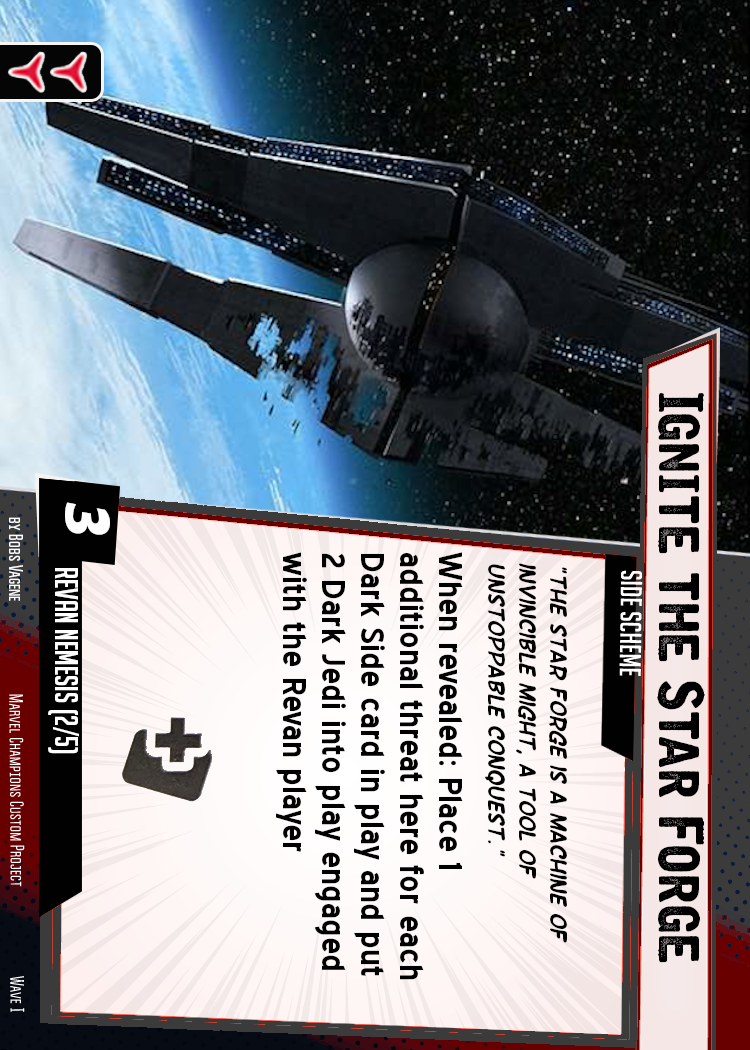 IGNITE THE STAR FORGE
SIDE SCHEME
"THE STAR FORGE IS A MACHINE OF
INVINCIBLE MIGHT, A TOOL OF
UNSTOPPABLE CONQUEST."
When revealed: Place 1
additional threat here for each
Dark Side card in play and put
2 Dark Jedi into play engaged
with the Revan player
3
REVAN NEMESIS (2/5)
BY BOBS VAGENE
MARVEL CHAMPIONS CUSTOM PROJECT
WAVE I